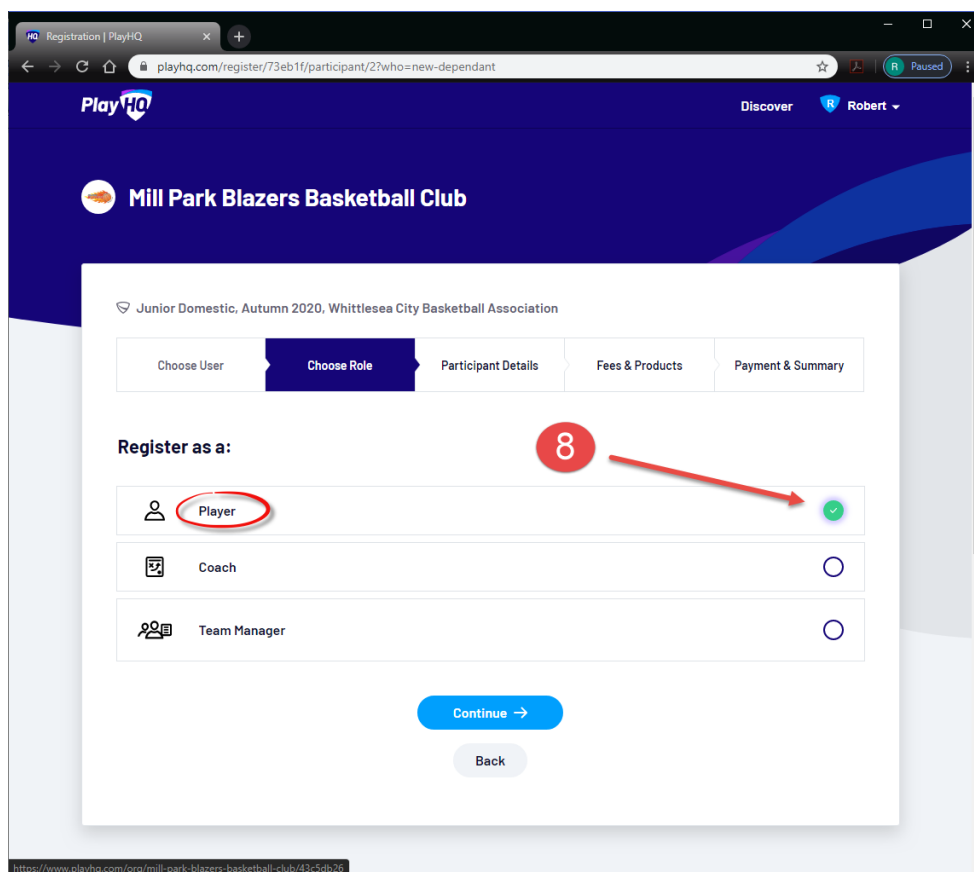 HQ Registration | PlayHQ × +
playhq.com/register/73eb1f/participant/2?who=new-dependant R Paused
PlayHQ Discover R Robert
Mill Park Blazers Basketball Club
Junior Domestic, Autumn 2020, Whittlesea City Basketball Association
Choose User Choose Role Participant Details Fees & Products Payment & Summary
Register as a:
8
Player
Coach
Team Manager
Continue →
Back
https://www.playhq.com/org/mill-park-blazers-basketball-club/43c5db26